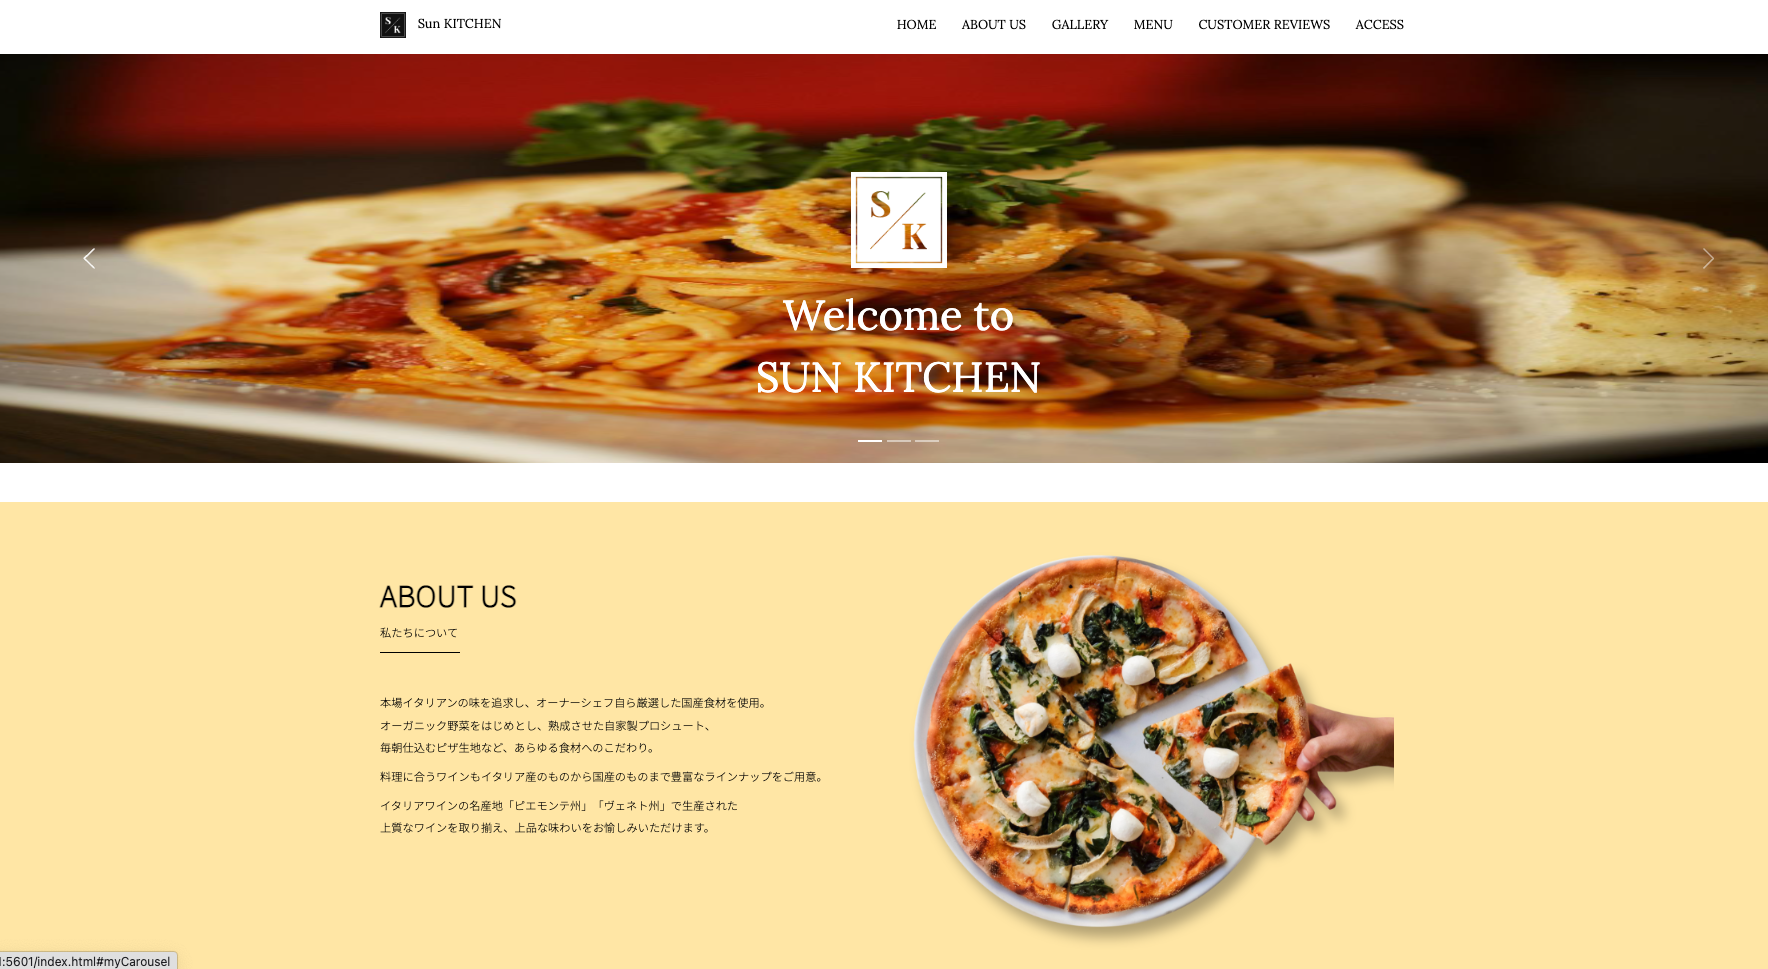 S
K
Sun KITCHEN
HOME
ABOUT US
GALLERY
MENU
CUSTOMER REVIEWS
ACCESS
S
K
Welcome to
SUN KITCHEN
ABOUT US
私たちについて
本場イタリアンの味を追求し、オーナーシェフ自ら厳選した国産食材を使用。
オーガニック野菜をはじめとし、熟成させた自家製プロシュート、
毎朝仕込むピザ生地など、あらゆる食材へのこだわり。
料理に合うワインもイタリア産のものから国産のものまで豊富なラインナップをご用意。
イタリアワインの名産地「ピエモンテ州」「ヴェネト州」で生産された
上質なワインを取り揃え、上品な味わいをお愉しみいただけます。
:5601/index.html#myCarousel